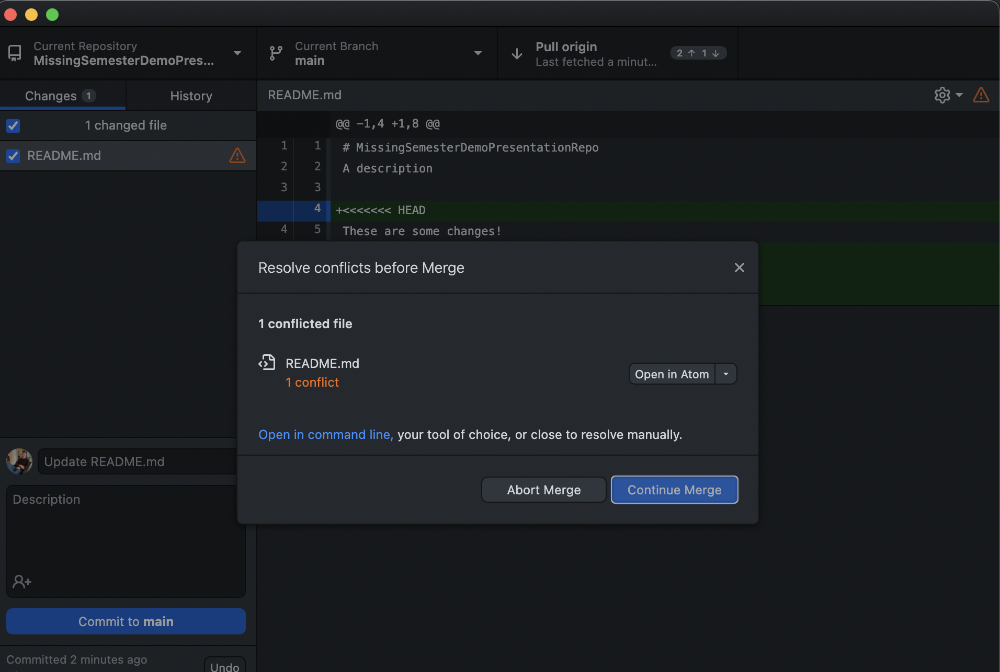 Current Repository
MissingSemesterDemoPres...
Current Branch
main
Pull origin
Last fetched a minut...
2 ↑ 1 ↓
Changes 1
History
README.md
1 changed file
README.md
@@ -1,4 +1,8 @@
1 1 # MissingSemesterDemoPresentationRepo
2 2 A description
3 3
4 +<<<<<<< HEAD
4 5 These are some changes!
Resolve conflicts before Merge
1 conflicted file
README.md
Open in Atom
1 conflict
Open in command line, your tool of choice, or close to resolve manually.
Abort Merge
Continue Merge
Update README.md
Description
Commit to main
Committed 2 minutes ago
Undo